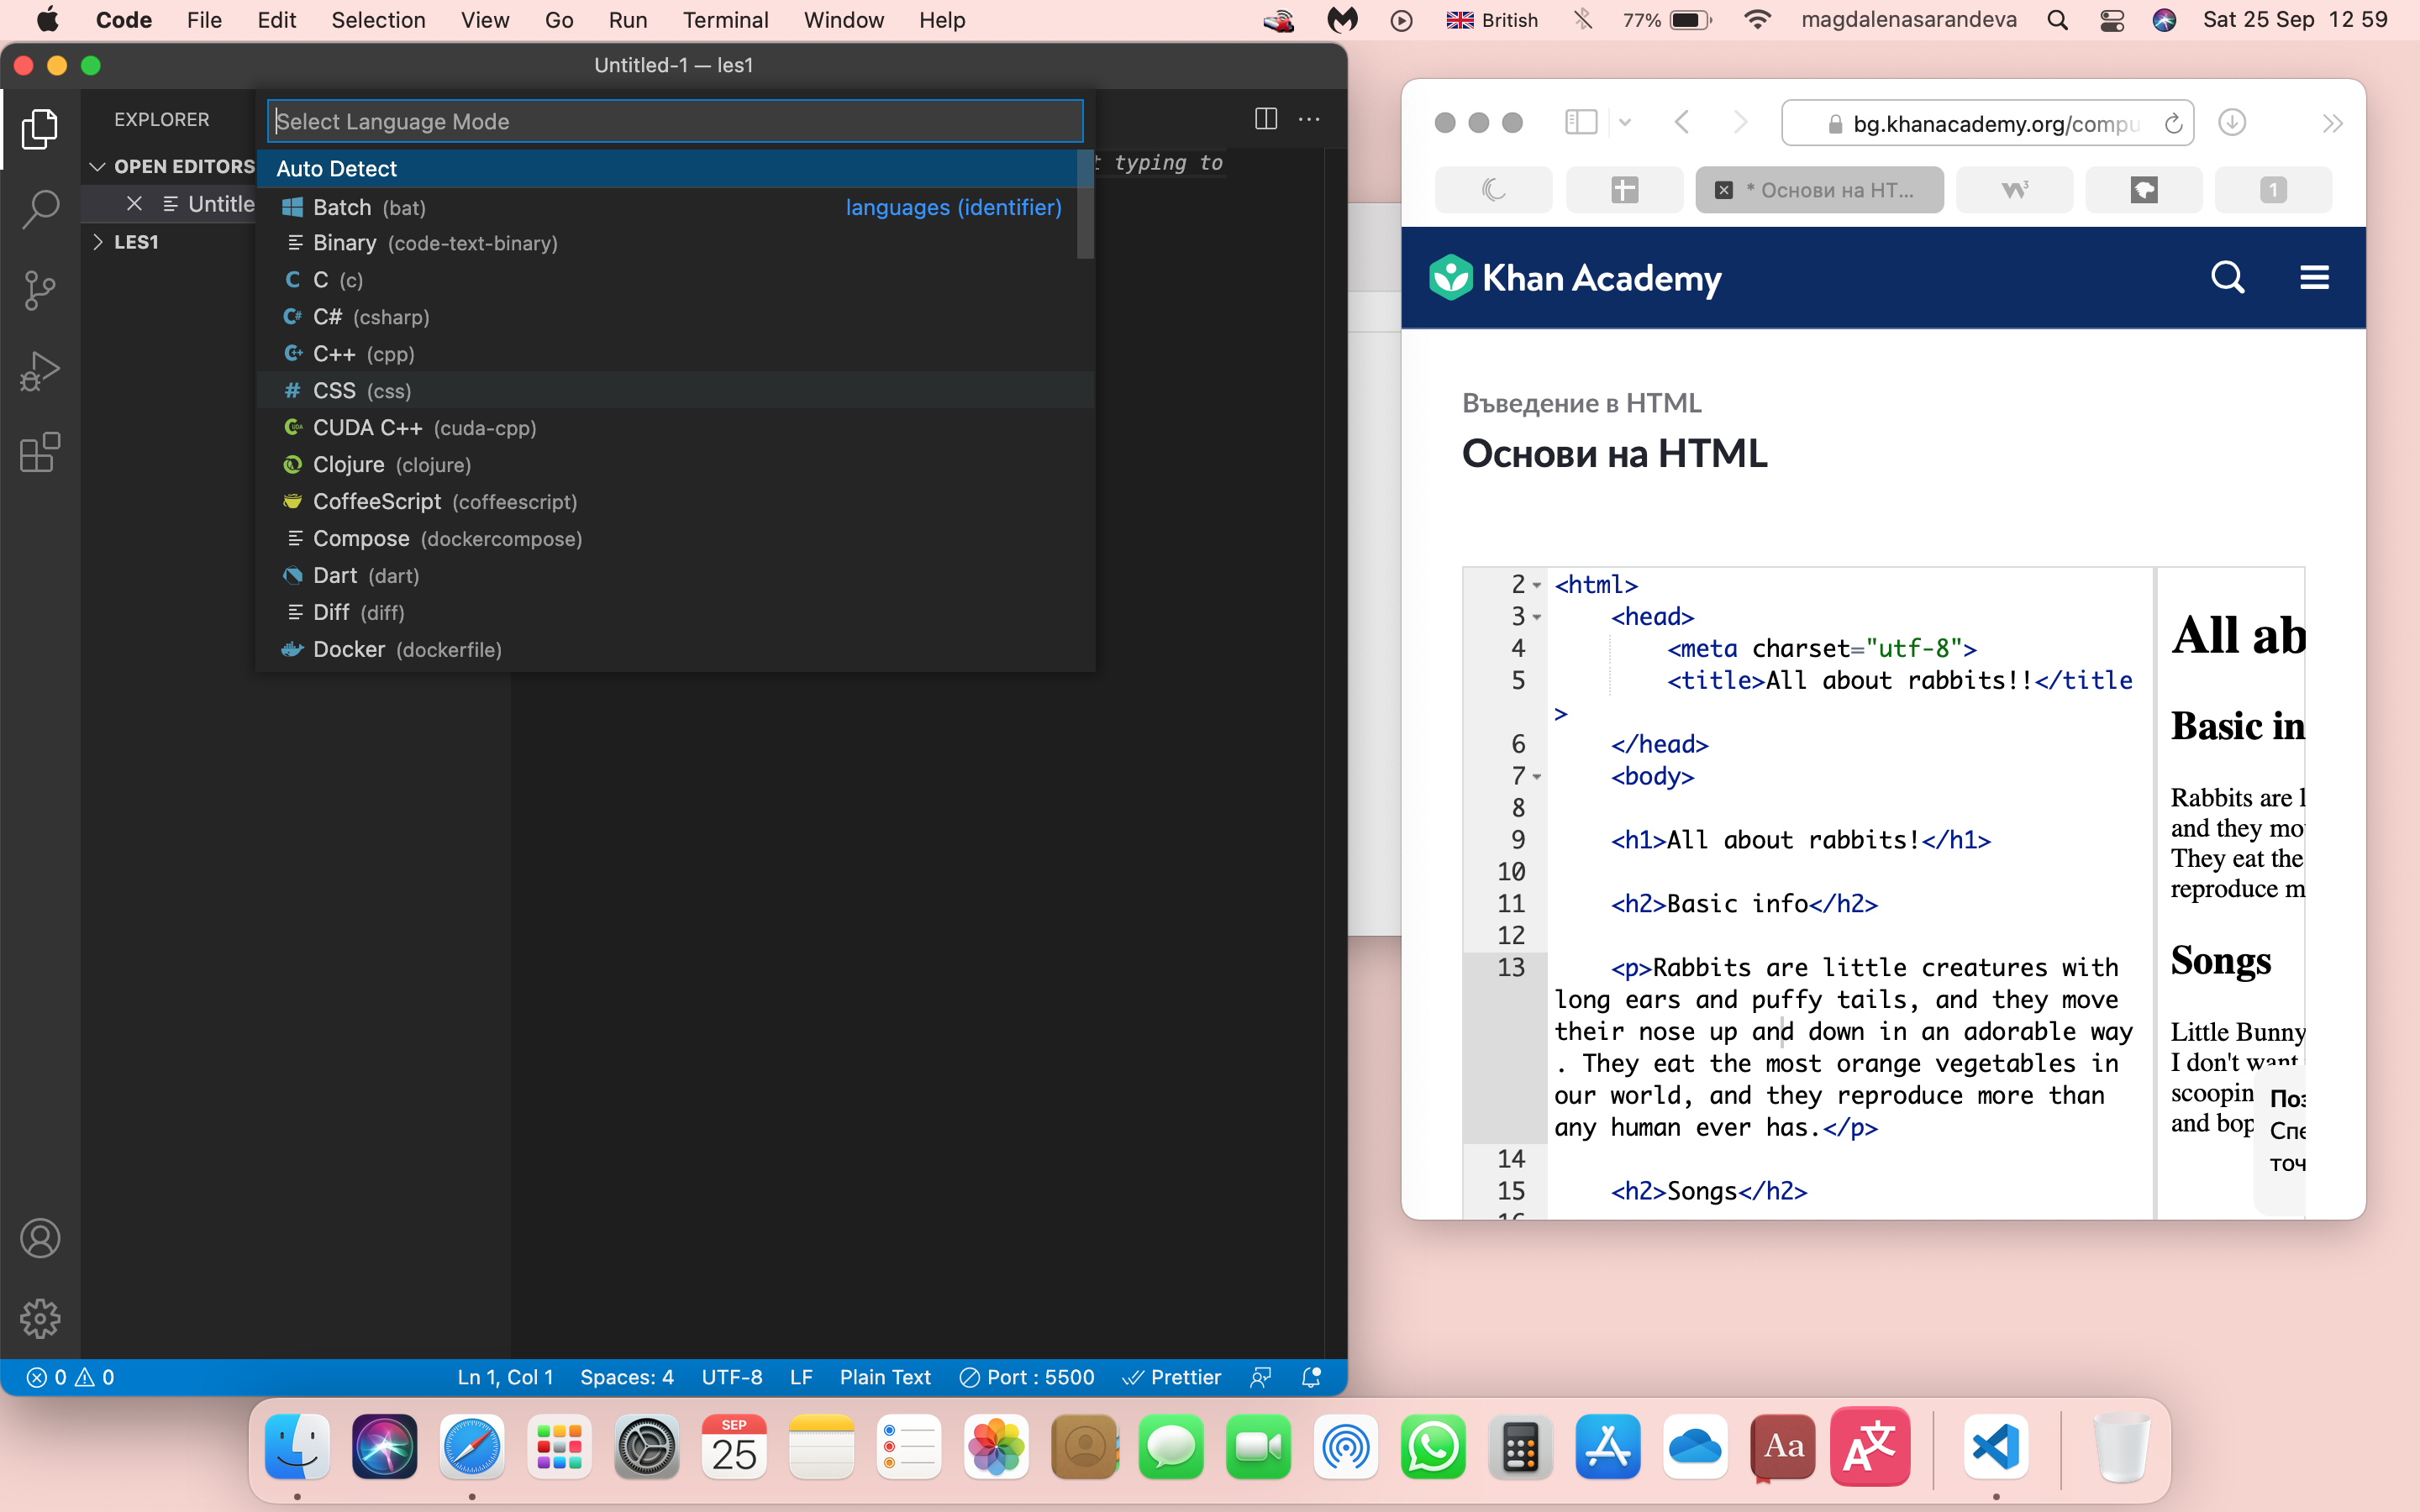 Code File Edit Selection View Go Run Terminal Window Help
British 77% magdalenasarandeva Sat 25 Sep 12 59
Untitled-1 — les1
EXPLORER
Select Language Mode
OPEN EDITORS
Auto Detect
t typing to
Untitle
Batch (bat) languages (identifier)
LES1
Binary (code-text-binary)
C (c)
C# (csharp)
C++ (cpp)
CSS (css)
CUDA C++ (cuda-cpp)
Clojure (clojure)
CoffeeScript (coffeescript)
Compose (dockercompose)
Dart (dart)
Diff (diff)
Docker (dockerfile)
0 0 Ln 1, Col 1 Spaces: 4 UTF-8 LF Plain Text Port : 5500 Prettier
bg.khanacademy.org/compu
* Основи на HT...
1
Khan Academy
Въведение в HTML
Основи на HTML
2 <html>
3 <head>
4 <meta charset="utf-8">
5 <title>All about rabbits!!</title
>
6 </head>
7 <body>
8
9 <h1>All about rabbits!</h1>
10
11 <h2>Basic info</h2>
12
13 <p>Rabbits are little creatures with
long ears and puffy tails, and they move
their nose up and down in an adorable way
. They eat the most orange vegetables in
our world, and they reproduce more than
any human ever has.</p>
14
15 <h2>Songs</h2>
All ab
Basic in
Rabbits are l
and they mo
They eat the
reproduce m
Songs
Little Bunny
I don't want
scoopin
and bop
Поз
Спе
точ
SEP
25
Aa
A文